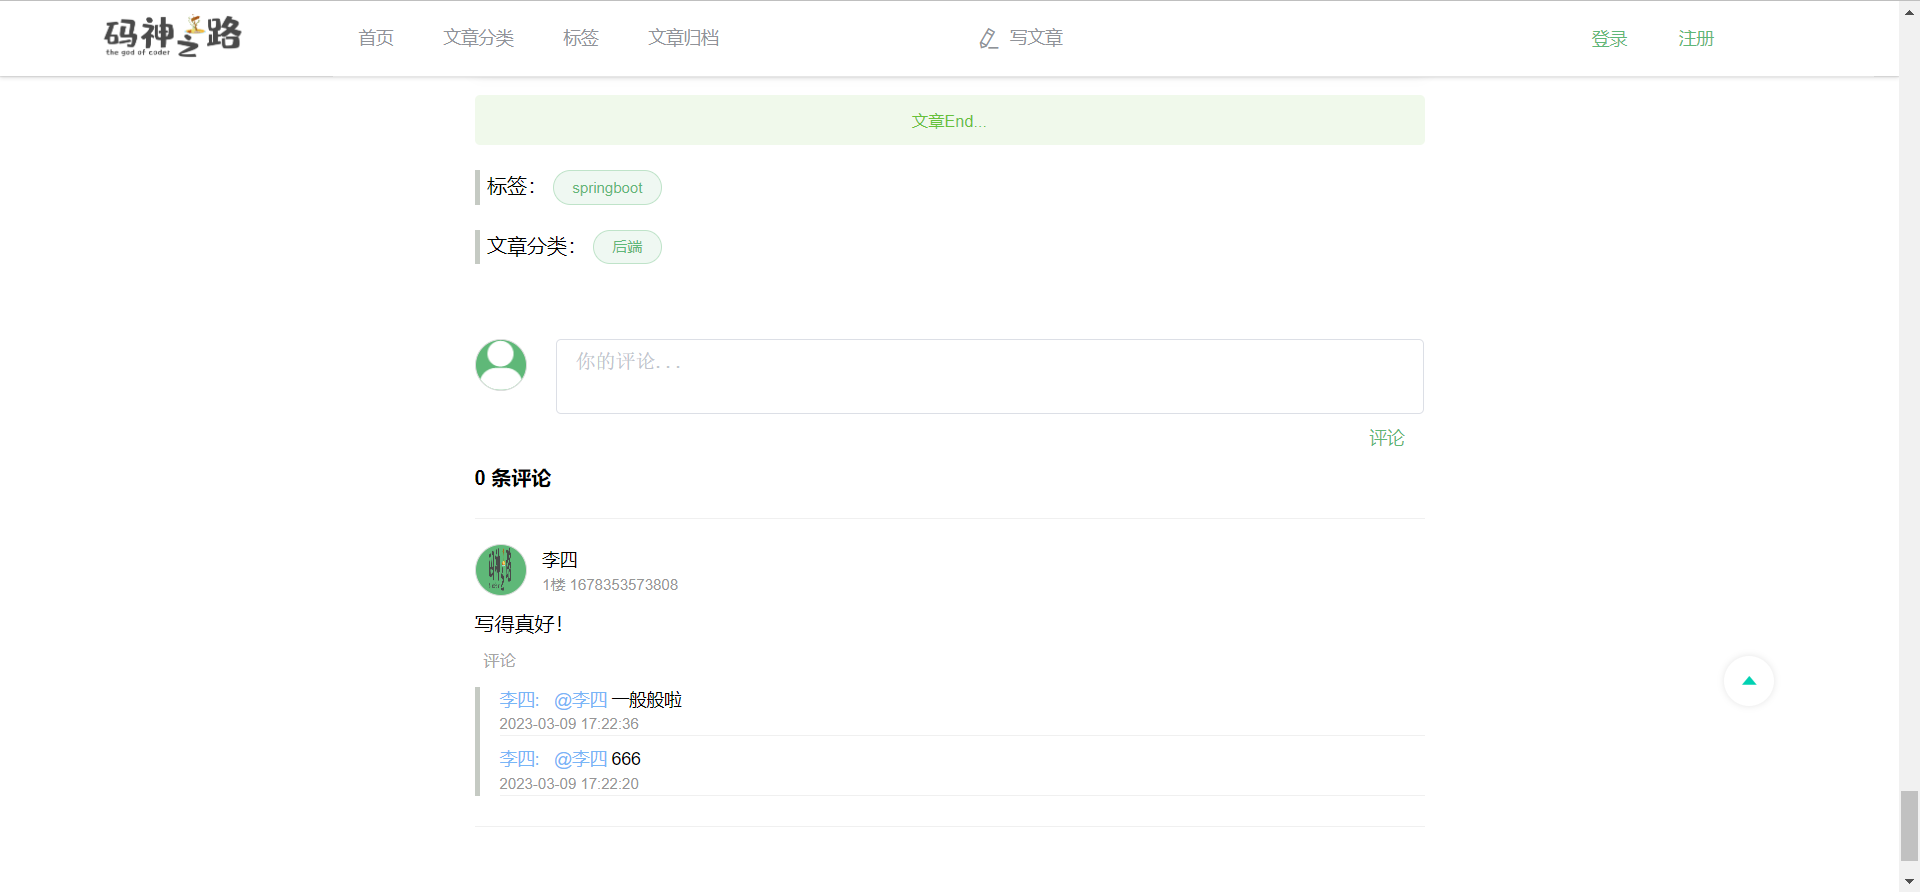 码神之路
the god of coder
首页 文章分类 标签 文章归档 写文章 登录 注册
文章End...
标签： springboot
文章分类： 后端
你的评论...
评论
0 条评论
李四
1楼 1678353573808
写得真好！
评论
李四: @李四 一般般啦
2023-03-09 17:22:36
李四: @李四 666
2023-03-09 17:22:20